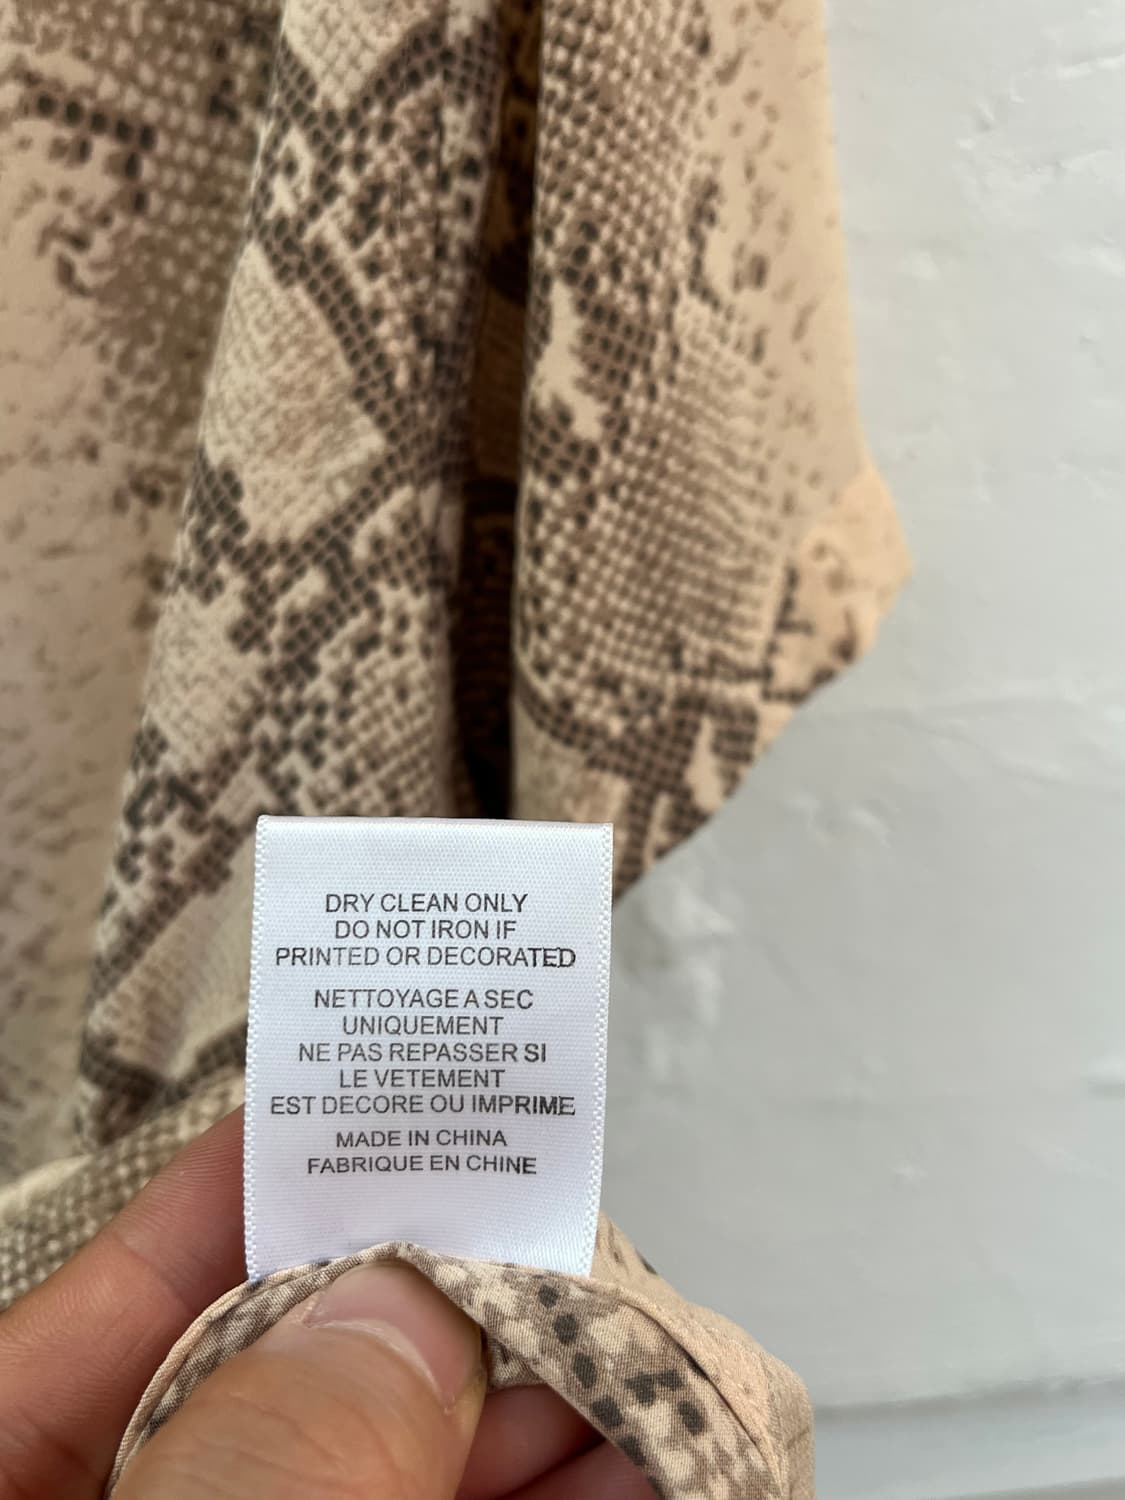 DRY CLEAN ONLY
DO NOT IRON IF
PRINTED OR DECORATED
NETTOYAGE A SEC
UNIQUEMENT
NE PAS REPASSER SI
LE VETEMENT
EST DECORE OU IMPRIME
MADE IN CHINA
FABRIQUE EN CHINE